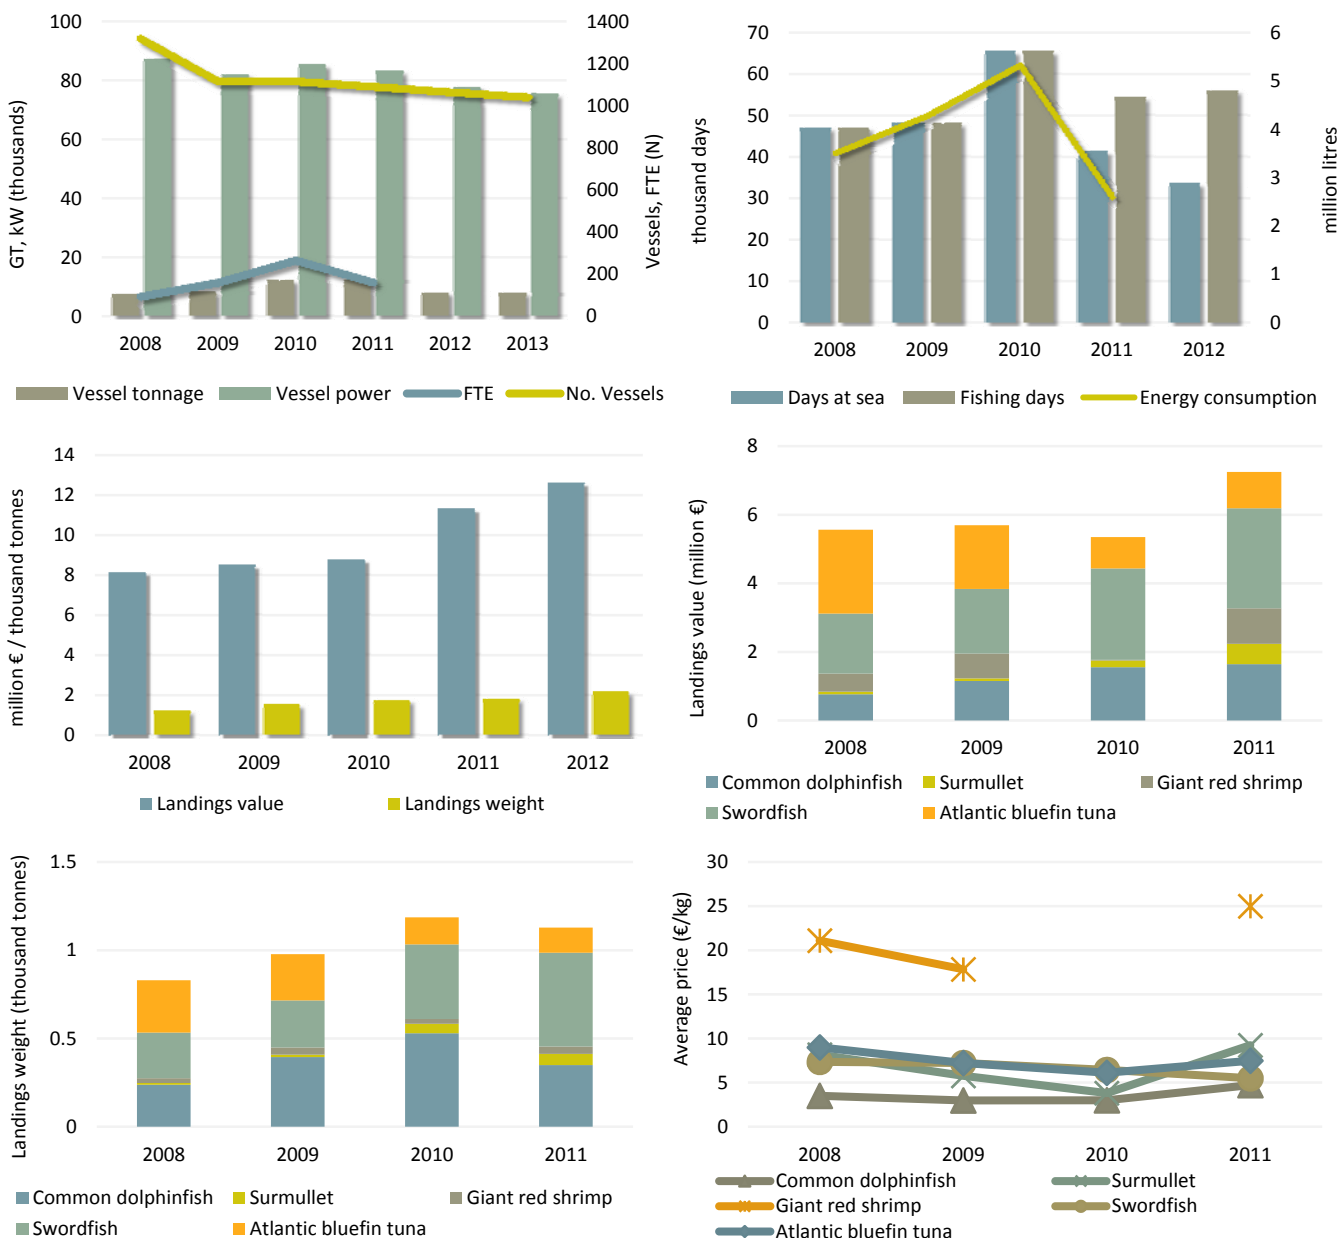 GT, kW (thousands)
100
80
60
40
20
0
1400
1200
1000
800
600
400
200
0
Vessels, FTE (N)
2008 2009 2010 2011 2012 2013
Vessel tonnage Vessel power FTE No. Vessels
thousand days
70
60
50
40
30
20
10
0
6
5
4
3
2
1
0
million litres
2008 2009 2010 2011 2012
Days at sea Fishing days Energy consumption
million € / thousand tonnes
14
12
10
8
6
4
2
0
2008 2009 2010 2011 2012
Landings value Landings weight
Landings value (million €)
8
6
4
2
0
2008 2009 2010 2011
Common dolphinfish Surmullet Giant red shrimp
Swordfish Atlantic bluefin tuna
Landings weight (thousand tonnes)
1.5
1
0.5
0
2008 2009 2010 2011
Common dolphinfish Surmullet Giant red shrimp
Swordfish Atlantic bluefin tuna
Average price (€/kg)
30
25
20
15
10
5
0
2008 2009 2010 2011
Common dolphinfish Surmullet
Giant red shrimp Swordfish
Atlantic bluefin tuna